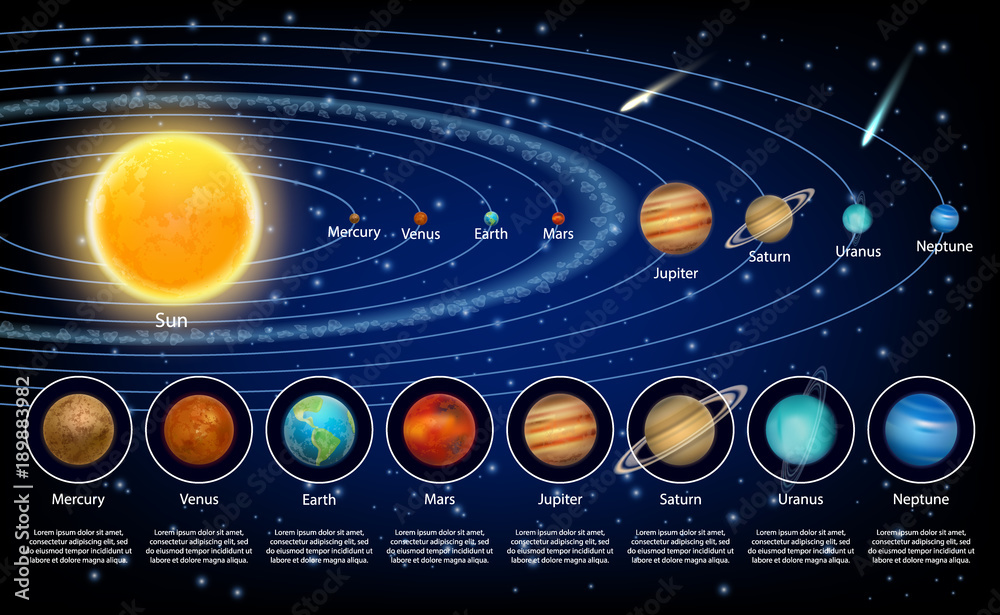 Mercury
Venus
Earth
Mars
Jupiter
Saturn
Uranus
Neptune
Sun
Mercury
Venus
Earth
Mars
Jupiter
Saturn
Uranus
Neptune
Lorem ipsum dolor sit amet,
consectetur adipiscing elit, sed
do eiusmod tempor incididunt
ut labore et dolore magna aliqua.
Lorem ipsum dolor sit amet,
consectetur adipiscing elit, sed
do eiusmod tempor incididunt
ut labore et dolore magna aliqua.
Lorem ipsum dolor sit amet,
consectetur adipiscing elit, sed
do eiusmod tempor incididunt
ut labore et dolore magna aliqua.
Lorem ipsum dolor sit amet,
consectetur adipiscing elit, sed
do eiusmod tempor incididunt
ut labore et dolore magna aliqua.
Lorem ipsum dolor sit amet,
consectetur adipiscing elit, sed
do eiusmod tempor incididunt
ut labore et dolore magna aliqua.
Lorem ipsum dolor sit amet,
consectetur adipiscing elit, sed
do eiusmod tempor incididunt
ut labore et dolore magna aliqua.
Lorem ipsum dolor sit amet,
consectetur adipiscing elit, sed
do eiusmod tempor incididunt
ut labore et dolore magna aliqua.
Lorem ipsum dolor sit amet,
consectetur adipiscing elit, sed
do eiusmod tempor incididunt
ut labore et dolore magna aliqua.
Adobe Stock | #189883982